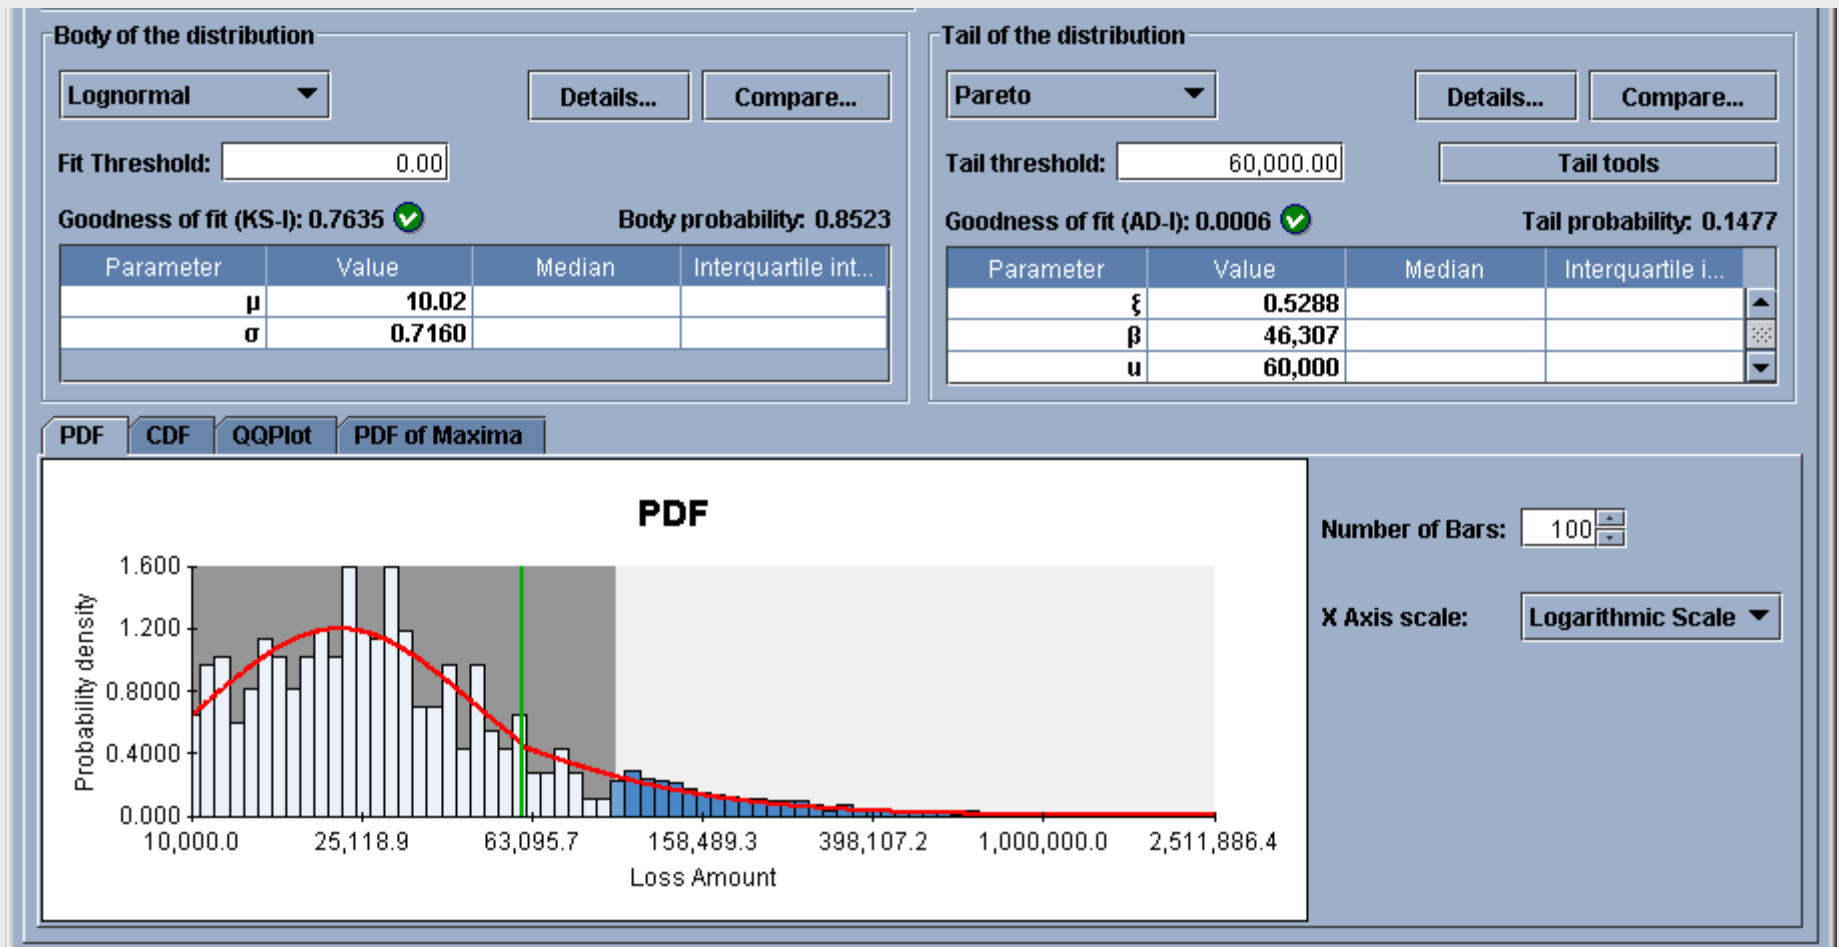 Body of the distribution
Lognormal
Details...
Compare...
Fit Threshold:
0.00
Goodness of fit (KS-I): 0.7635
Body probability: 0.8523
Parameter Value Median Interquartile int...
μ 10.02
σ 0.7160
Tail of the distribution
Pareto
Details...
Compare...
Tail threshold:
60,000.00
Tail tools
Goodness of fit (AD-I): 0.0006
Tail probability: 0.1477
Parameter Value Median Interquartile i...
ξ 0.5288
β 46,307
u 60,000
PDF
CDF
QQPlot
PDF of Maxima
PDF
Probability density
1.600
1.200
0.8000
0.4000
0.000
10,000.0 25,118.9 63,095.7 158,489.3 398,107.2 1,000,000.0 2,511,886.4
Loss Amount
Number of Bars: 100
X Axis scale: Logarithmic Scale